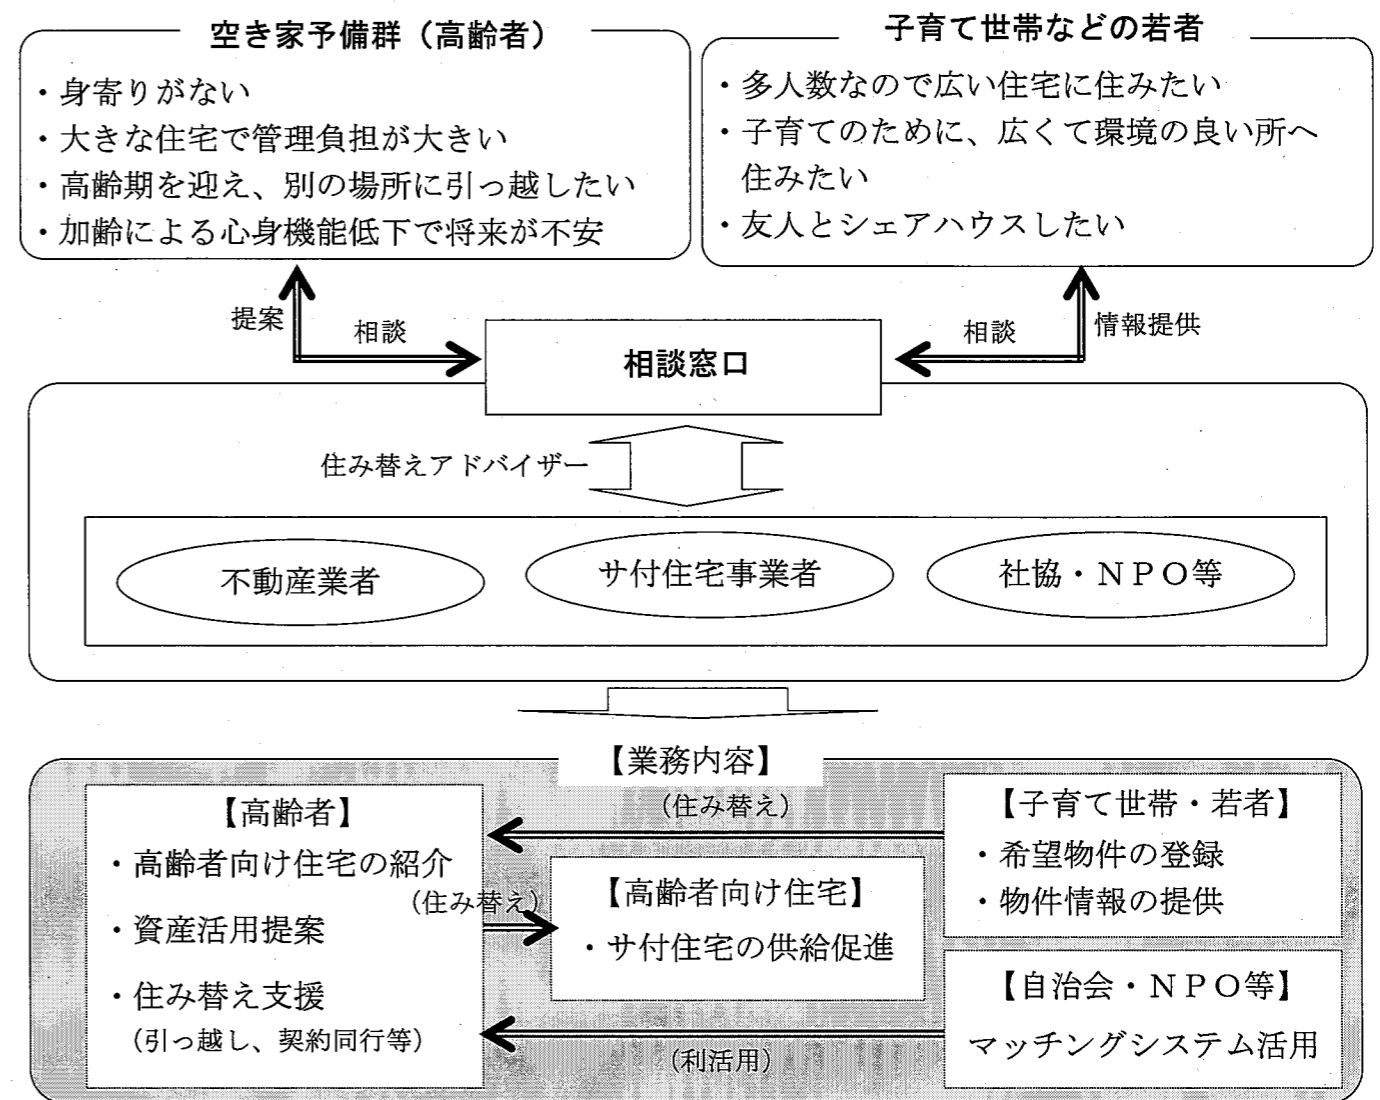 空き家予備群（高齢者）
・身寄りがない
・大きな住宅で管理負担が大きい
・高齢期を迎え、別の場所に引っ越したい
・加齢による心身機能低下で将来が不安
子育て世帯などの若者
・多人数なので広い住宅に住みたい
・子育てのために、広くて環境の良い所へ
住みたい
・友人とシェアハウスしたい
提案
相談
相談窓口
相談
情報提供
住み替えアドバイザー
不動産業者
サ付住宅事業者
社協・ＮＰＯ等
【業務内容】
【高齢者】
・高齢者向け住宅の紹介
・資産活用提案
・住み替え支援
（引っ越し、契約同行等）
（住み替え）
（住み替え）
【高齢者向け住宅】
・サ付住宅の供給促進
（利活用）
【子育て世帯・若者】
・希望物件の登録
・物件情報の提供
【自治会・ＮＰＯ等】
マッチングシステム活用